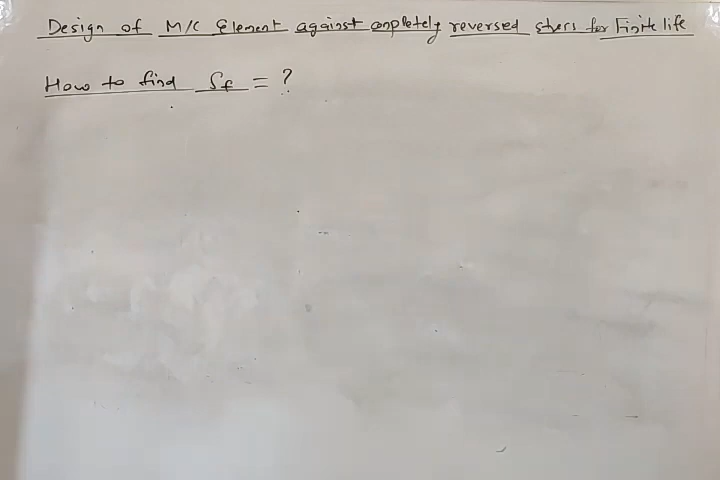 Design of M/C Element against completely reversed stress for Finite life
How to find Sf = ?